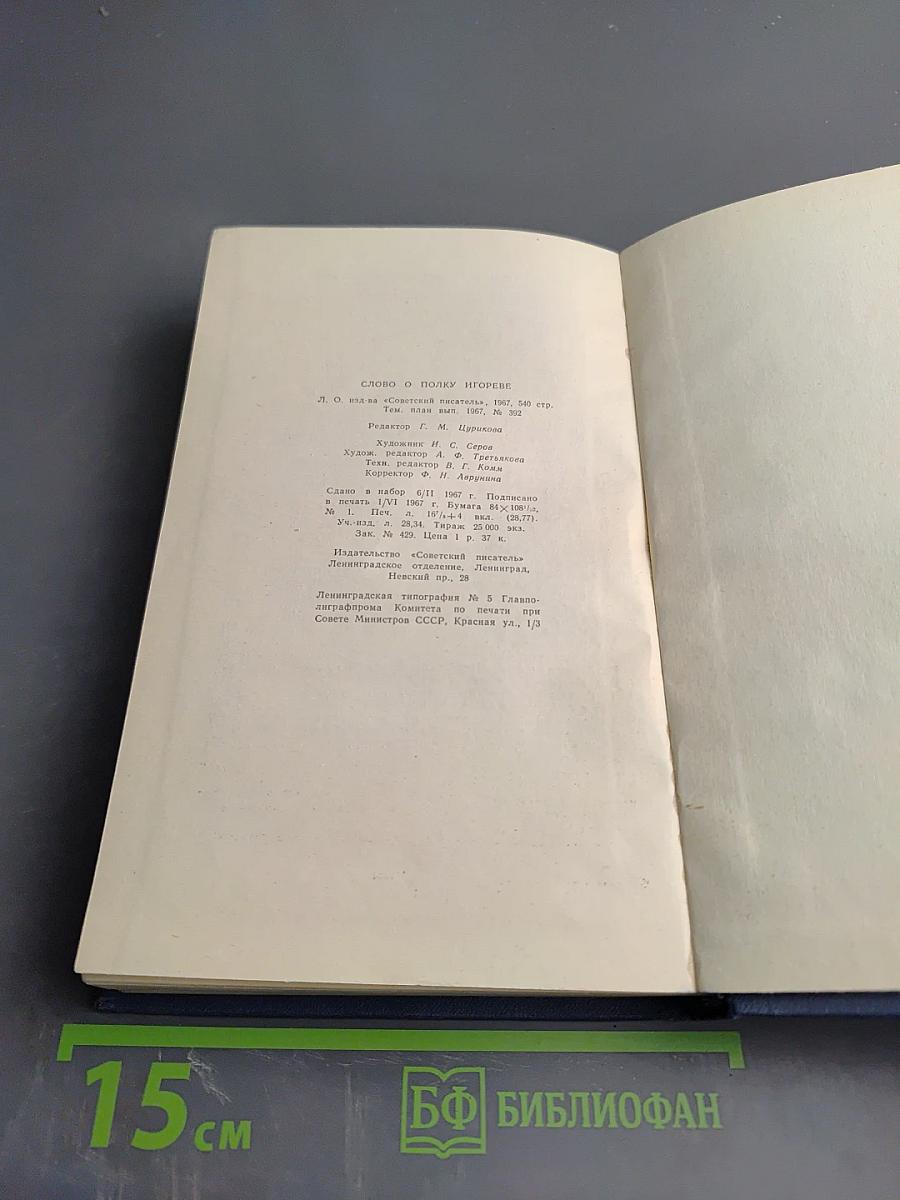 СЛОВО О ПОЛКУ ИГОРЕВЕ
Л. О. изд-ва «Советский писатель», 1967, 540 стр.
Тем. план вып. 1967, № 392
Редактор Г. М. Цурикова
Художник И. С. Серов
Худож. редактор А. Ф. Третьякова
Техн. редактор В. Г. Комм
Корректор Ф. Н. Аврунина
Сдано в набор 6/II 1967 г. Подписано
в печать 1/VI 1967 г. Бумага 84×108¹/₃₂,
№ 1. Печ. л. 16⁷/₈+4 вкл. (28,77).
Уч.-изд. л. 28,34. Тираж 25 000 экз.
Зак. № 429. Цена 1 р. 37 к.
Издательство «Советский писатель»
Ленинградское отделение, Ленинград,
Невский пр., 28
Ленинградская типография № 5 Главпо-
лиграфпрома Комитета по печати при
Совете Министров СССР, Красная ул., 1/3
15 см
БФ БИБЛИОФАН